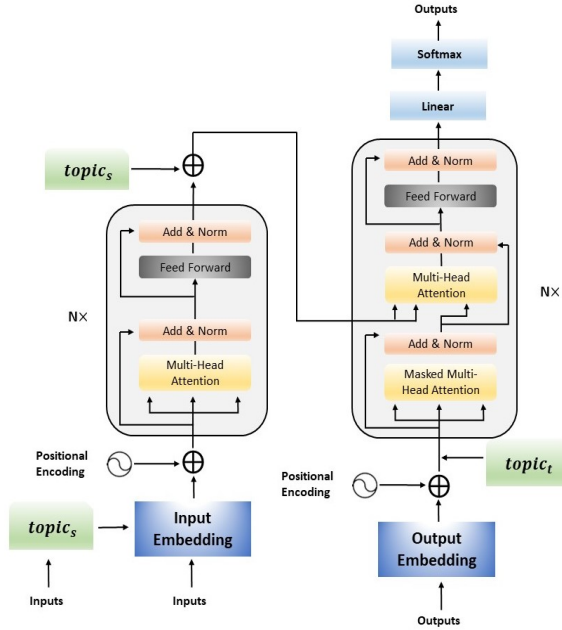 Outputs
Softmax
Linear
topic_s
Add & Norm
Feed Forward
Add & Norm
Multi-Head
Attention
N×
Positional
Encoding
topic_s
Input
Embedding
Inputs
Inputs
Add & Norm
Feed Forward
Add & Norm
Multi-Head
Attention
N×
Add & Norm
Masked Multi-
Head Attention
topic_t
Positional
Encoding
Output
Embedding
Outputs